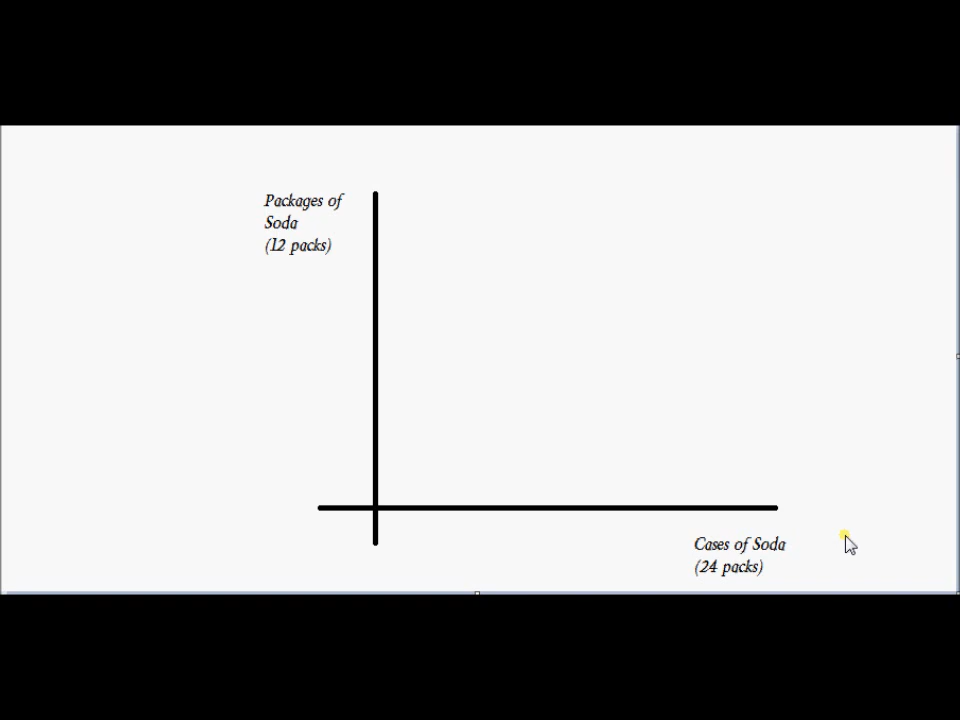 Packages of
Soda
(12 packs)
Cases of Soda
(24 packs)